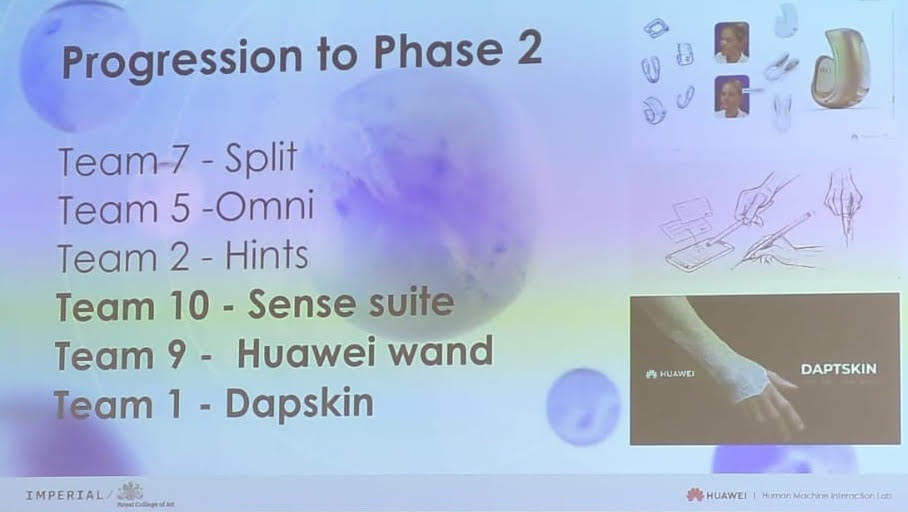 Progression to Phase 2
Team 7 - Split
Team 5 -Omni
Team 2 - Hints
Team 10 - Sense suite
Team 9 - Huawei wand
Team 1 - Dapskin
HUAWEI
DAPTSKIN
IMPERIAL/
Royal College of Art
HUAWEI | Human Machine Interaction Lab